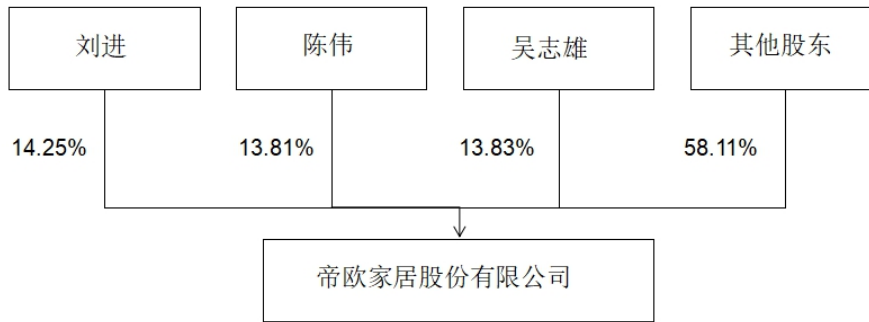 刘进
陈伟
吴志雄
其他股东
14.25%
13.81%
13.83%
58.11%
帝欧家居股份有限公司